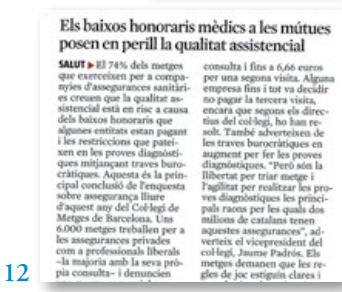 Els baixos honoraris mèdics a les mútues
posen en perill la qualitat assistencial
SALUT ▶ El 74% dels metges
que exerceixen per a compa-
nyies d'assegurances sanitàri-
es creuen que la qualitat as-
sistencial està en risc a causa
dels baixos honoraris que
algunes entitats estan pagant
i les restriccions que patei-
xen en les proves diagnòsti-
ques mitjançant traves buro-
cràtiques. Aquesta és la prin-
cipal conclusió de l'enquesta
sobre assegurança lliure
d'aquest any del Col·legi de
Metges de Barcelona. Uns
6.000 metges treballen per a
les assegurances privades
com a professionals liberals
-la majoria amb la seva prò-
pia consulta- i denuncien
consulta i fins a 6,66 euros
per una segona visita. Alguna
empresa fins i tot va decidir
no pagar la tercera visita,
encara que segons els direc-
tius del col·legi, ho han re-
solt. També adverteixen de
les traves burocràtiques en
augment per fer les proves
diagnòstiques. "Però són la
llibertat per triar metge i
l'agilitat per realitzar les pro-
ves diagnòstiques les princi-
pals raons per les quals dos
milions de catalans tenen
aquestes assegurances", ad-
verteix el vicepresident del
col·legi, Jaume Padrós. Els
metges demanen que les re-
gles de joc estiguin clares i
12